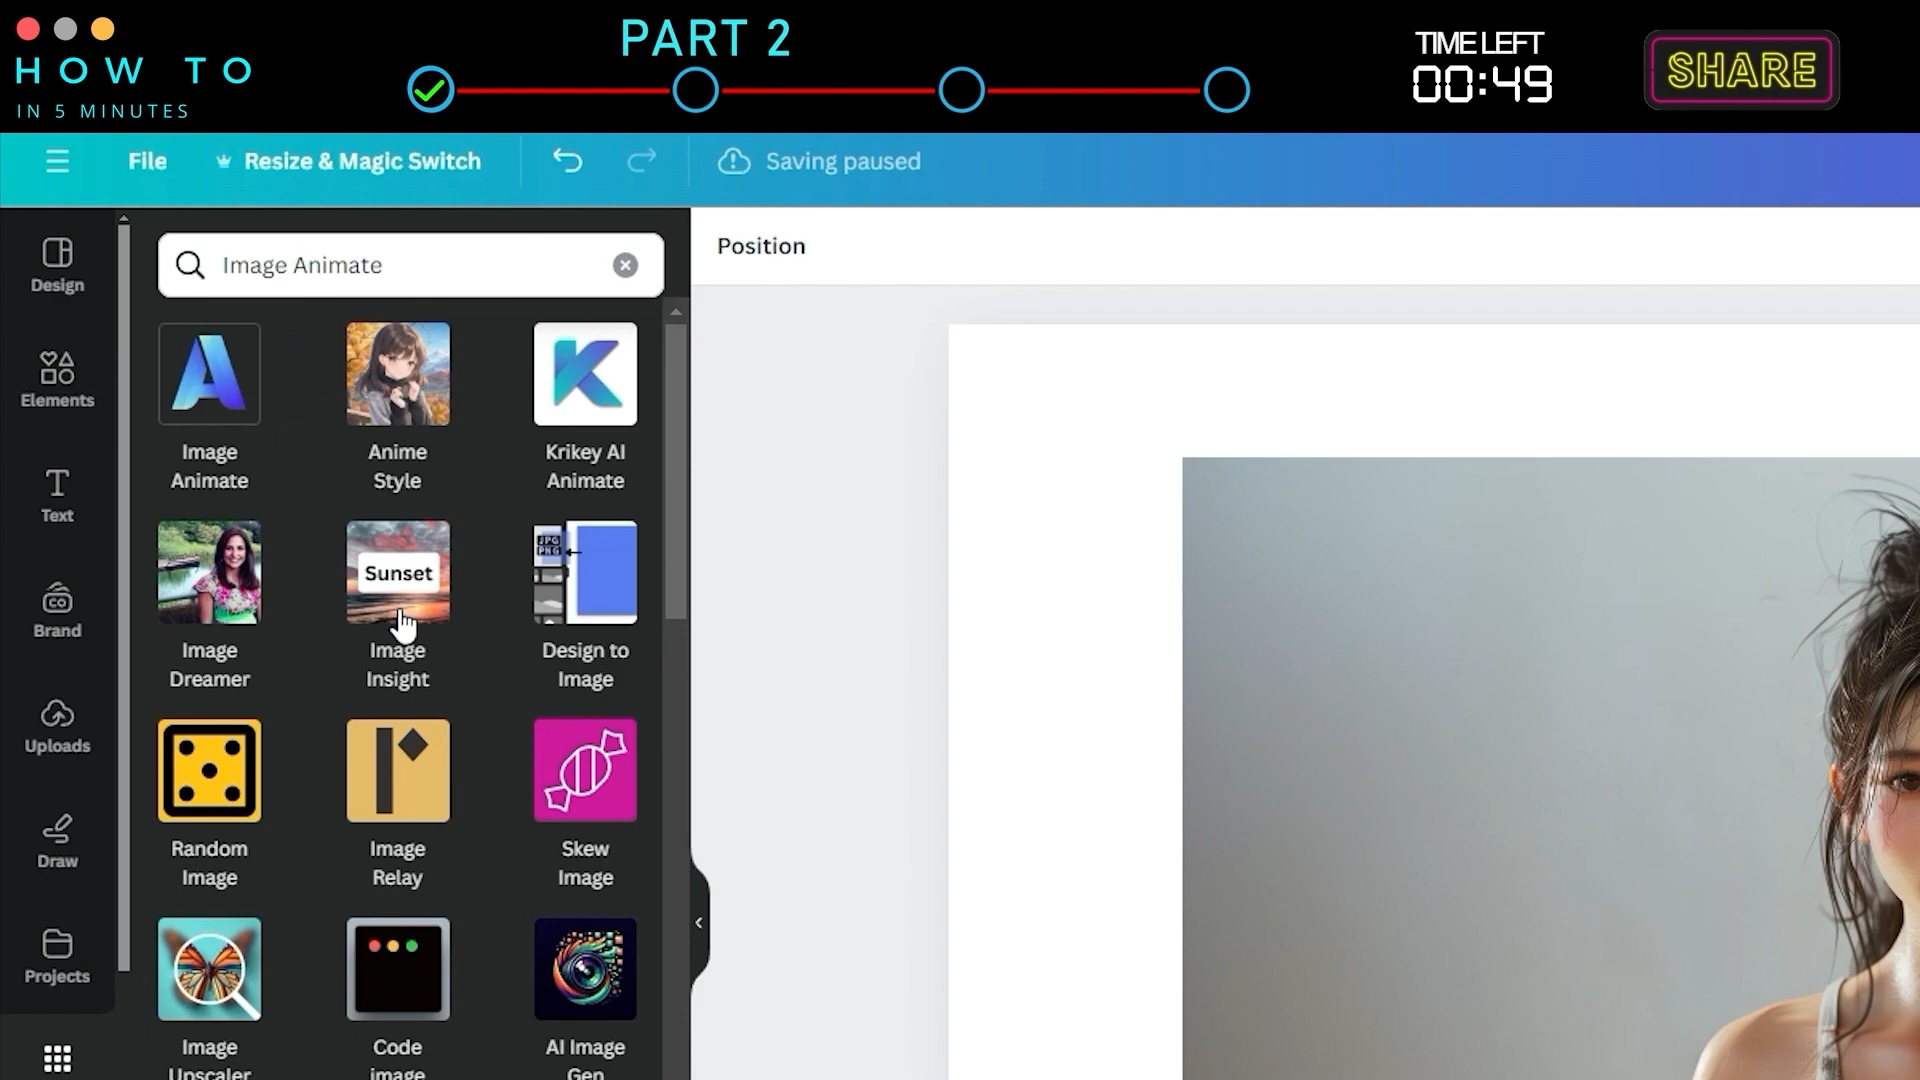 PART 2
HOW TO
IN 5 MINUTES
TIME LEFT
00:49
SHARE
File
Resize & Magic Switch
Saving paused
Design
Elements
Text
Brand
CO
Uploads
Draw
Projects
Image Animate
Position
Image
Animate
Anime
Style
Krikey AI
Animate
Sunset
JPG
PNG
Image
Dreamer
Image
Insight
Design to
Image
Random
Image
Image
Relay
Skew
Image
Image
Upscaler
Code
image
AI Image
Gen